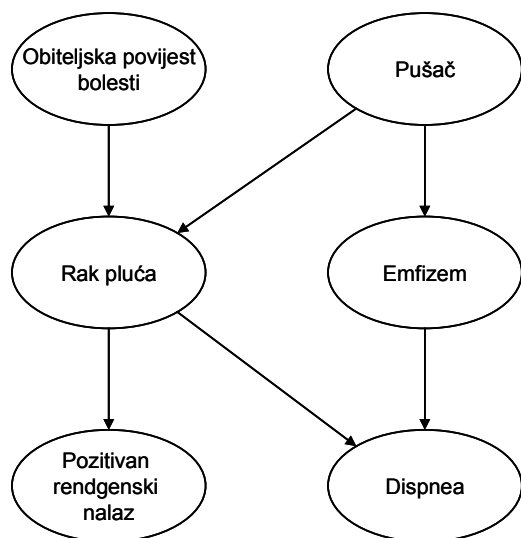 Obiteljska povijest
bolesti
Pušač
Rak pluća
Emfizem
Pozitivan
rendgenski
nalaz
Dispnea